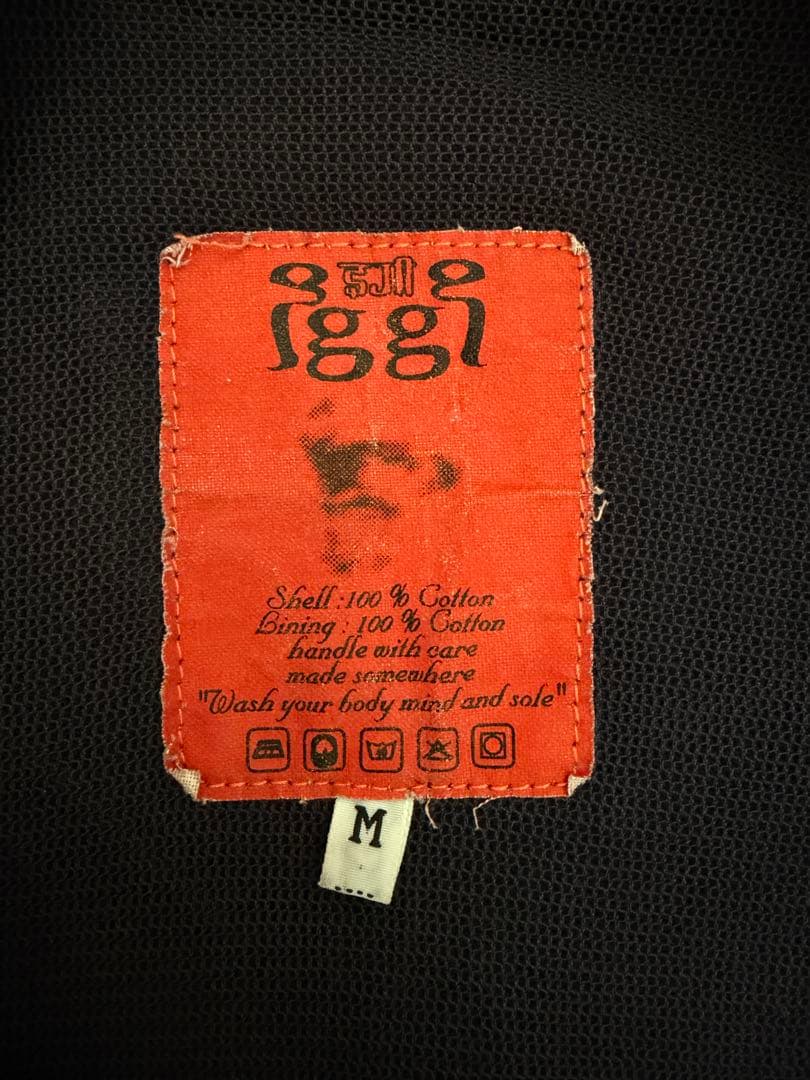 इग्गी
iggi
Shell : 100 % Cotton
Lining : 100 % Cotton
handle with care
made somewhere
"Wash your body mind and sole"
M